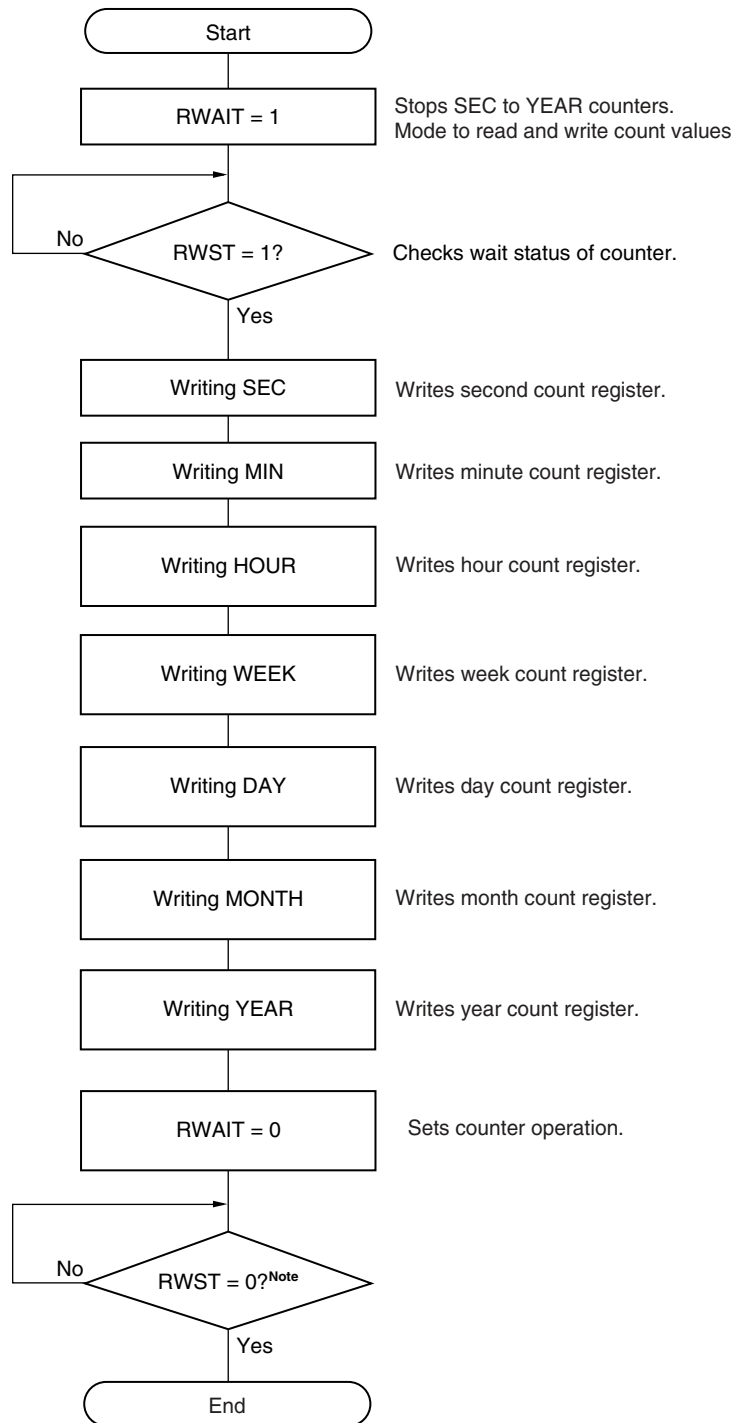 Start
RWAIT = 1
Stops SEC to YEAR counters.
Mode to read and write count values
No
RWST = 1?
Checks wait status of counter.
Yes
Writing SEC
Writes second count register.
Writing MIN
Writes minute count register.
Writing HOUR
Writes hour count register.
Writing WEEK
Writes week count register.
Writing DAY
Writes day count register.
Writing MONTH
Writes month count register.
Writing YEAR
Writes year count register.
RWAIT = 0
Sets counter operation.
No
RWST = 0?Note
Yes
End